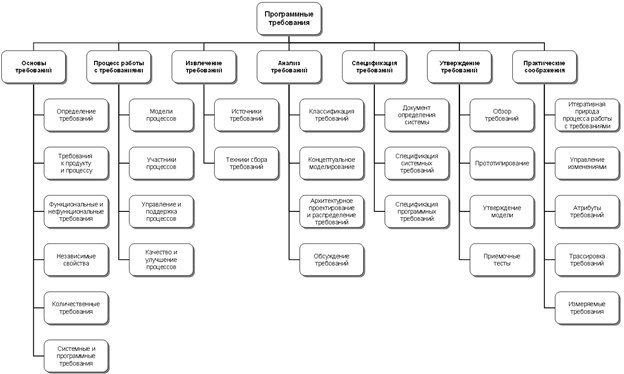 Программные
требования
Основы
требований
Процесс работы
с требованиями
Извлечение
требований
Анализ
требований
Спецификация
требований
Утверждение
требований
Практические
соображения
Определение
требований
Требования
к продукту
и процессу
Функциональные и
нефункциональные
требования
Независимые
свойства
Количественные
требования
Системные и
программные
требования
Модели
процессов
Участники
процессов
Управление и
поддержка
процессов
Качество и
улучшение
процессов
Источники
требований
Техники сбора
требований
Классификация
требований
Концептуальное
моделирование
Архитектурное
проектирование
и распределение
требований
Обсуждение
требований
Документ
определения
системы
Спецификация
системных
требований
Спецификация
программных
требований
Обзор
требований
Прототипирование
Утверждение
модели
Приемочные
тесты
Итеративная
природа
процесса работы
с требованиями
Управление
изменениями
Атрибуты
требований
Трассировка
требований
Измеряемые
требования